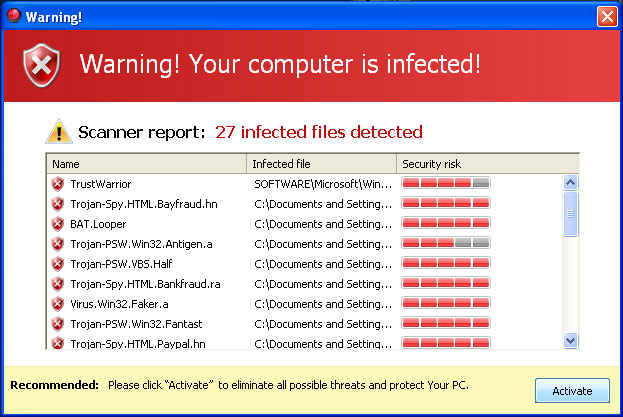 Warning!
Warning! Your computer is infected!
Scanner report: 27 infected files detected
Name Infected file Security risk
TrustWarrior SOFTWARE\Microsoft\Win...
Trojan-Spy.HTML.Bayfraud.hn C:\Documents and Setting...
BAT.Looper C:\Documents and Setting...
Trojan-PSW.Win32.Antigen.a C:\Documents and Setting...
Trojan-PSW.VBS.Half C:\Documents and Setting...
Trojan-Spy.HTML.Bankfraud.ra C:\Documents and Setting...
Virus.Win32.Faker.a C:\Documents and Setting...
Trojan-PSW.Win32.Fantast C:\Documents and Setting...
Trojan-Spy.HTML.Paypal.hn C:\Documents and Setting...
Recommended: Please click "Activate" to eliminate all possible threats and protect Your PC.
Activate